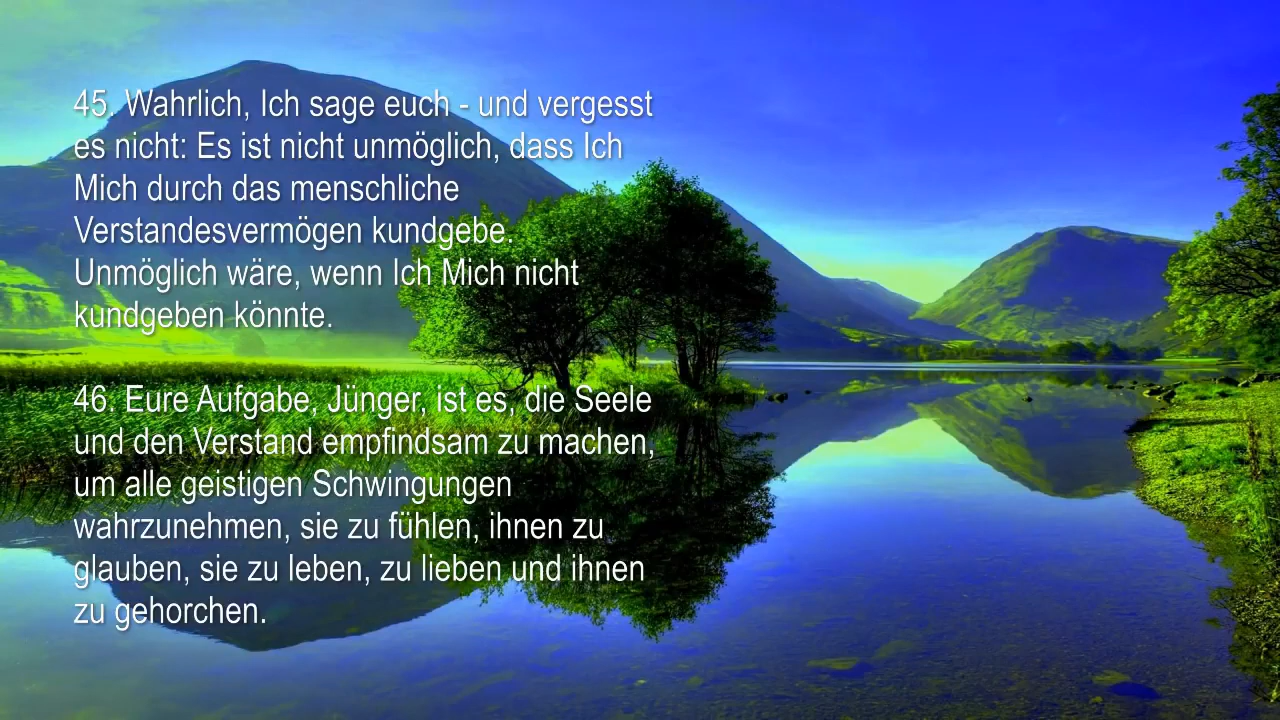 45. Wahrlich, Ich sage euch - und vergesst
es nicht: Es ist nicht unmöglich, dass Ich
Mich durch das menschliche
Verstandesvermögen kundgebe.
Unmöglich wäre, wenn Ich Mich nicht
kundgeben könnte.
46. Eure Aufgabe, Jünger, ist es, die Seele
und den Verstand empfindsam zu machen,
um alle geistigen Schwingungen
wahrzunehmen, sie zu fühlen, ihnen zu
glauben, sie zu leben, zu lieben und ihnen
zu gehorchen.